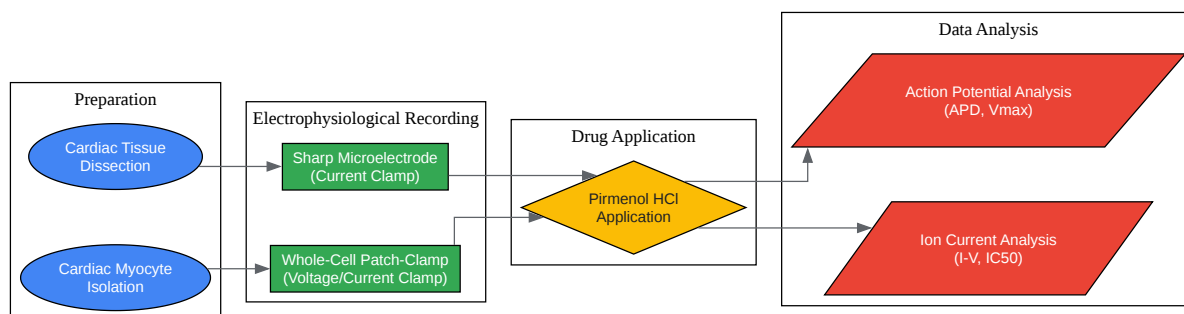 Preparation
Cardiac Tissue
Dissection
Cardiac Myocyte
Isolation
Electrophysiological Recording
Sharp Microelectrode
(Current Clamp)
Whole-Cell Patch-Clamp
(Voltage/Current Clamp)
Drug Application
Pirmenol HCl
Application
Data Analysis
Action Potential Analysis
(APD, Vmax)
Ion Current Analysis
(I-V, IC50)